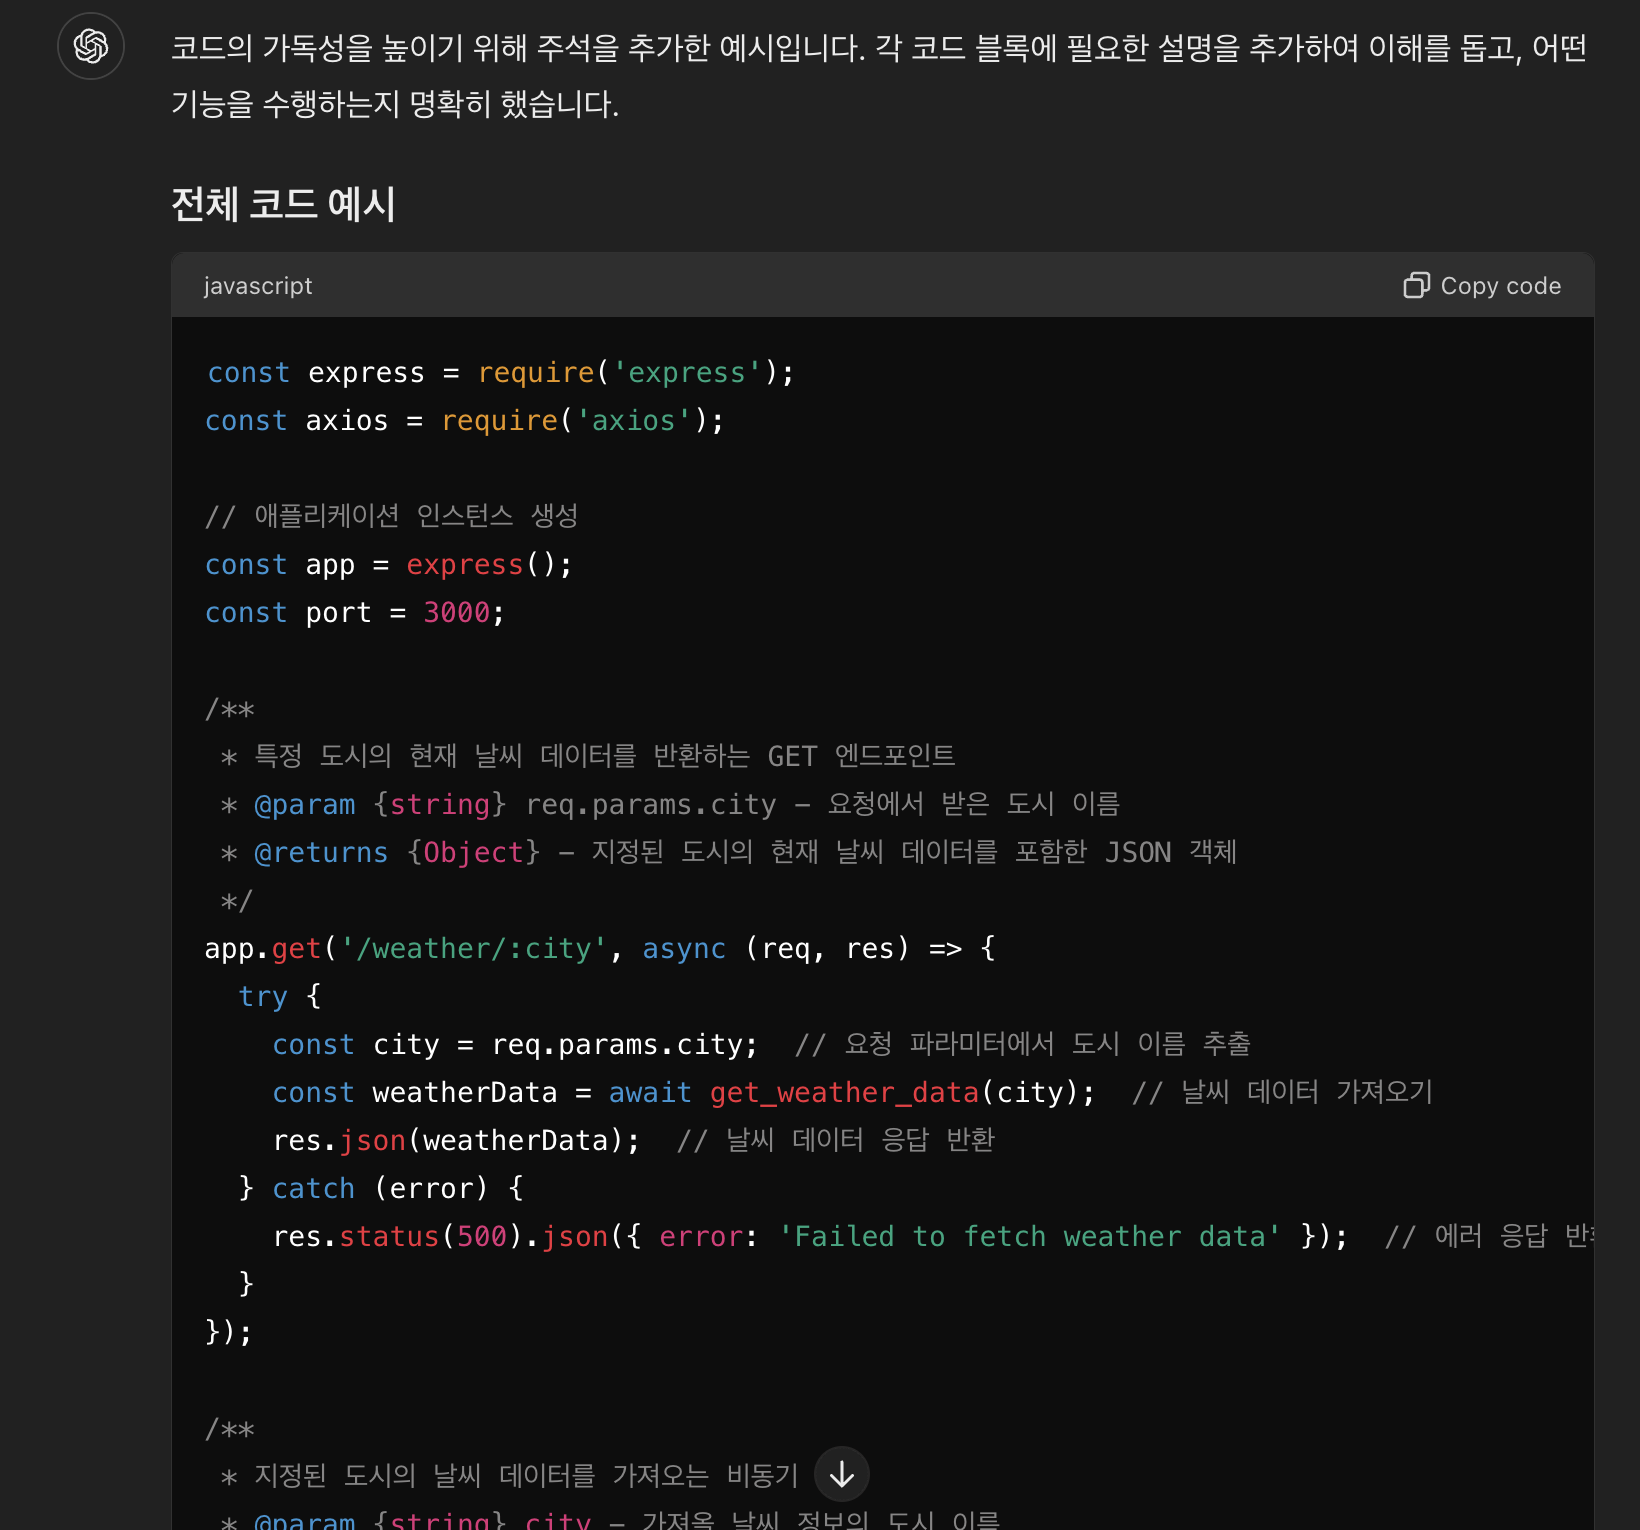 코드의 가독성을 높이기 위해 주석을 추가한 예시입니다. 각 코드 블록에 필요한 설명을 추가하여 이해를 돕고, 어떤
기능을 수행하는지 명확히 했습니다.
전체 코드 예시
javascript
Copy code
const express = require('express');
const axios = require('axios');
// 애플리케이션 인스턴스 생성
const app = express();
const port = 3000;
/**
 * 특정 도시의 현재 날씨 데이터를 반환하는 GET 엔드포인트
 * @param {string} req.params.city - 요청에서 받은 도시 이름
 * @returns {Object} - 지정된 도시의 현재 날씨 데이터를 포함한 JSON 객체
 */
app.get('/weather/:city', async (req, res) => {
  try {
    const city = req.params.city;  // 요청 파라미터에서 도시 이름 추출
    const weatherData = await get_weather_data(city);  // 날씨 데이터 가져오기
    res.json(weatherData);  // 날씨 데이터 응답 반환
  } catch (error) {
    res.status(500).json({ error: 'Failed to fetch weather data' });  // 에러 응답
  }
});
/**
 * 지정된 도시의 날씨 데이터를 가져오는 비동기
 * @param {string} city - 가져올 날씨 정보의 도시 이름